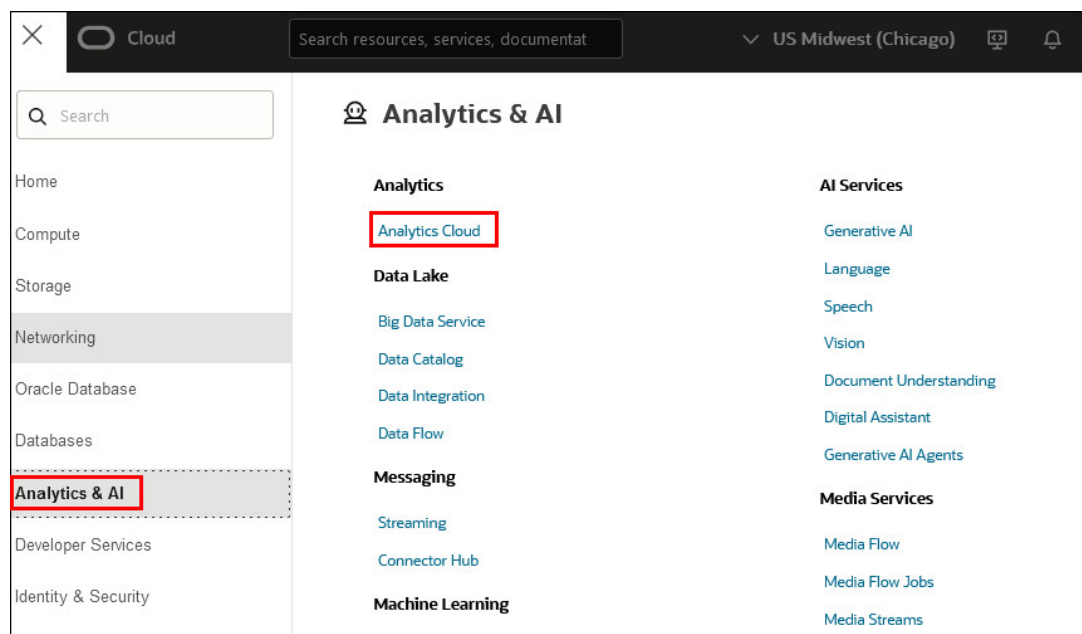 Cloud
Search resources, services, documentat
US Midwest (Chicago)
Search
Home
Compute
Storage
Networking
Oracle Database
Databases
Analytics & AI
Developer Services
Identity & Security
Analytics & AI
Analytics
Analytics Cloud
Data Lake
Big Data Service
Data Catalog
Data Integration
Data Flow
Messaging
Streaming
Connector Hub
Machine Learning
AI Services
Generative AI
Language
Speech
Vision
Document Understanding
Digital Assistant
Generative AI Agents
Media Services
Media Flow
Media Flow Jobs
Media Streams